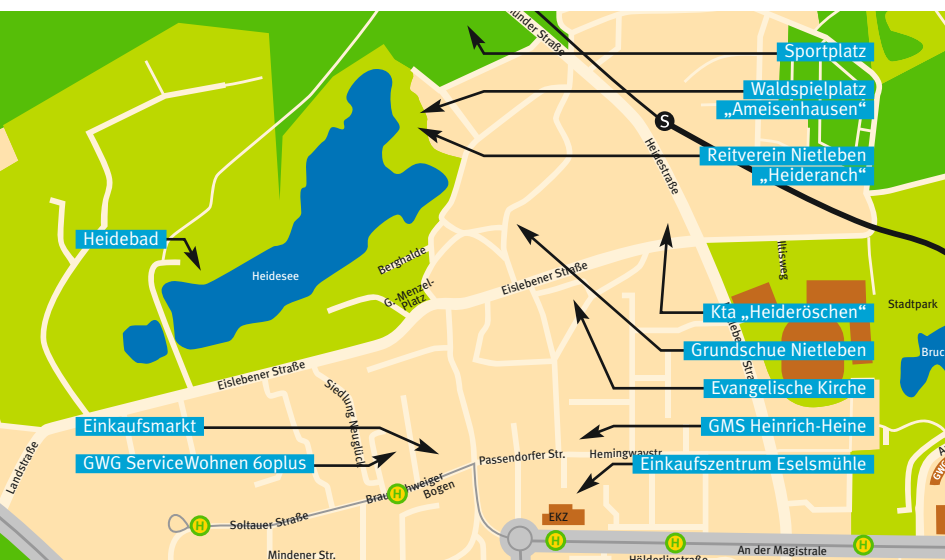 Sportplatz
Waldspielplatz
„Ameisenhausen“
S
Heidestraße
Reitverein Nietleben
„Heideranch“
Heidebad
Heidesee
Berghalde
G.-Menzel-
Platz
Eislebener Straße
Iltisweg
Stadtpark
Kta „Heideröschen“
Grundschue Nietleben
Evangelische Kirche
Eislebener Straße
Siedlung Neuglück
Einkaufsmarkt
GMS Heinrich-Heine
Landstraße
GWG ServiceWohnen 60plus
Passendorfer Str.
Hemingwaystr.
Einkaufszentrum Eselsmühle
Bogen
H
Soltauer Straße
H
EKZ
H
H
H
An der Magistrale
Mindener Str.
Hölderlinstraße